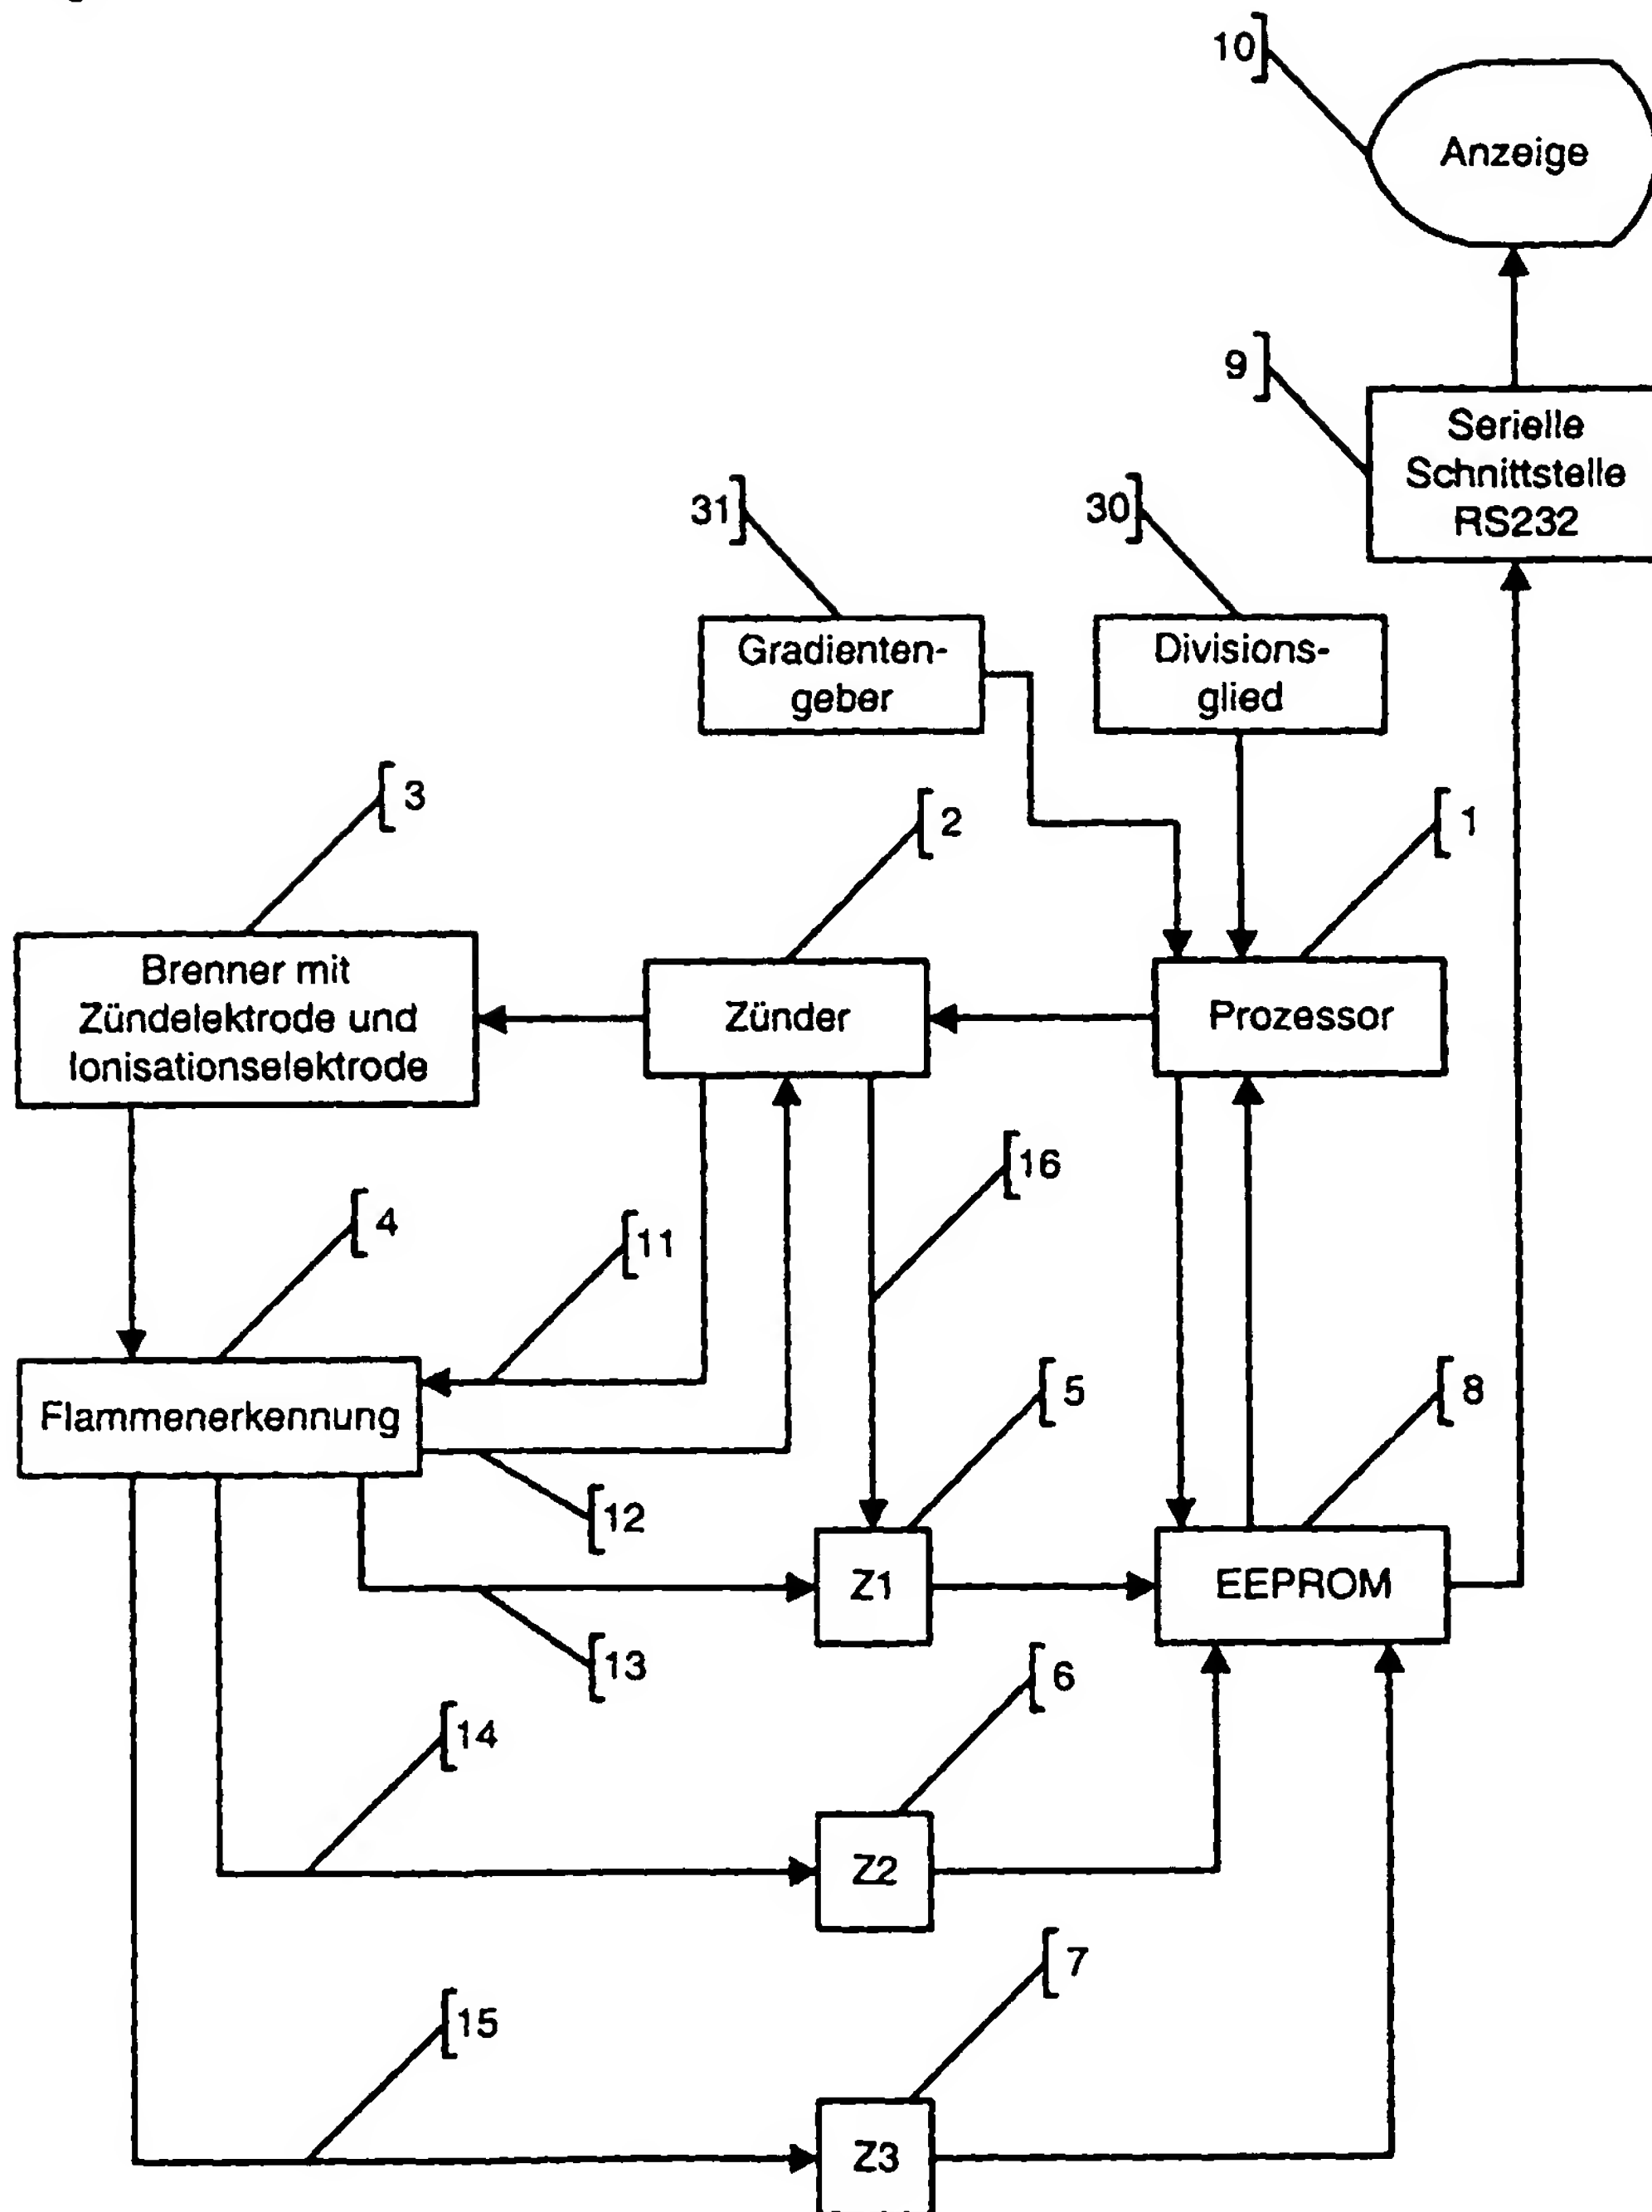 10
Anzeige
9
Serielle
Schnittstelle
RS232
31
30
Gradienten-
geber
Divisions-
glied
3
2
1
Brenner mit
Zündelektrode und
Ionisationselektrode
Zünder
Prozessor
16
4
11
5
8
Flammenerkennung
12
Z1
EEPROM
13
6
14
Z2
7
15
Z3